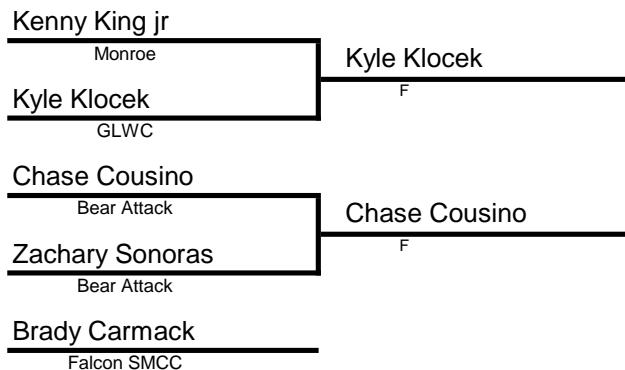 Kenny King jr
Monroe
Kyle Klocek
F
Kyle Klocek
GLWC
Chase Cousino
Bear Attack
Chase Cousino
F
Zachary Sonoras
Bear Attack
Brady Carmack
Falcon SMCC